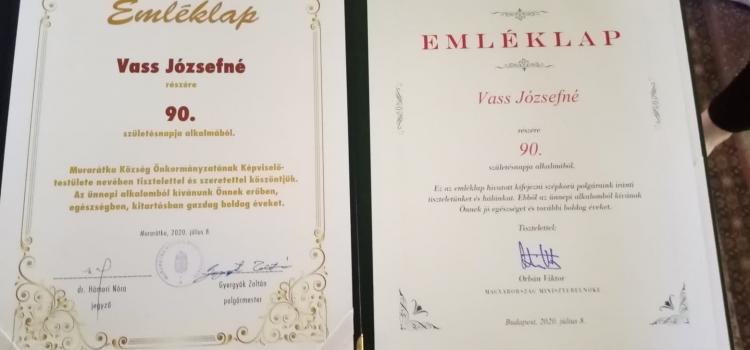 Emléklap
Vass Józsefné
részére
90.
születésnapja alkalmából.
Murarátka Község Önkormányzatának Képviselő-
testülete nevében tisztelettel és szeretettel köszöntjük.
Az ünnepi alkalomból kívánunk Önnek erőben,
egészségben, kitartásban gazdag boldog éveket.
Murarátka, 2020. július 8.
dr. Hámori Nóra
jegyző
Gyergyák Zoltán
polgármester
EMLÉKLAP
Vass Józsefné
részére
90.
születésnapja alkalmából.
Ez az emléklap hivatott kifejezni szépkorú polgáraink iránti
tiszteletünket és hálánkat. Ebből az ünnepi alkalomból kívánok
Önnek jó egészséget és további boldog éveket.
Tisztelettel:
Orbán Viktor
MAGYARORSZÁG MINISZTERELNÖKE
Budapest, 2020. július 8.